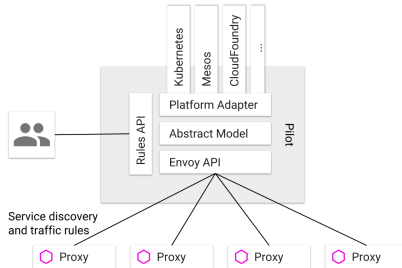 Kubernetes
Mesos
CloudFoundry
...
Platform Adapter
Rules API
Abstract Model
Pilot
Envoy API
Service discovery
and traffic rules
Proxy
Proxy
Proxy
Proxy